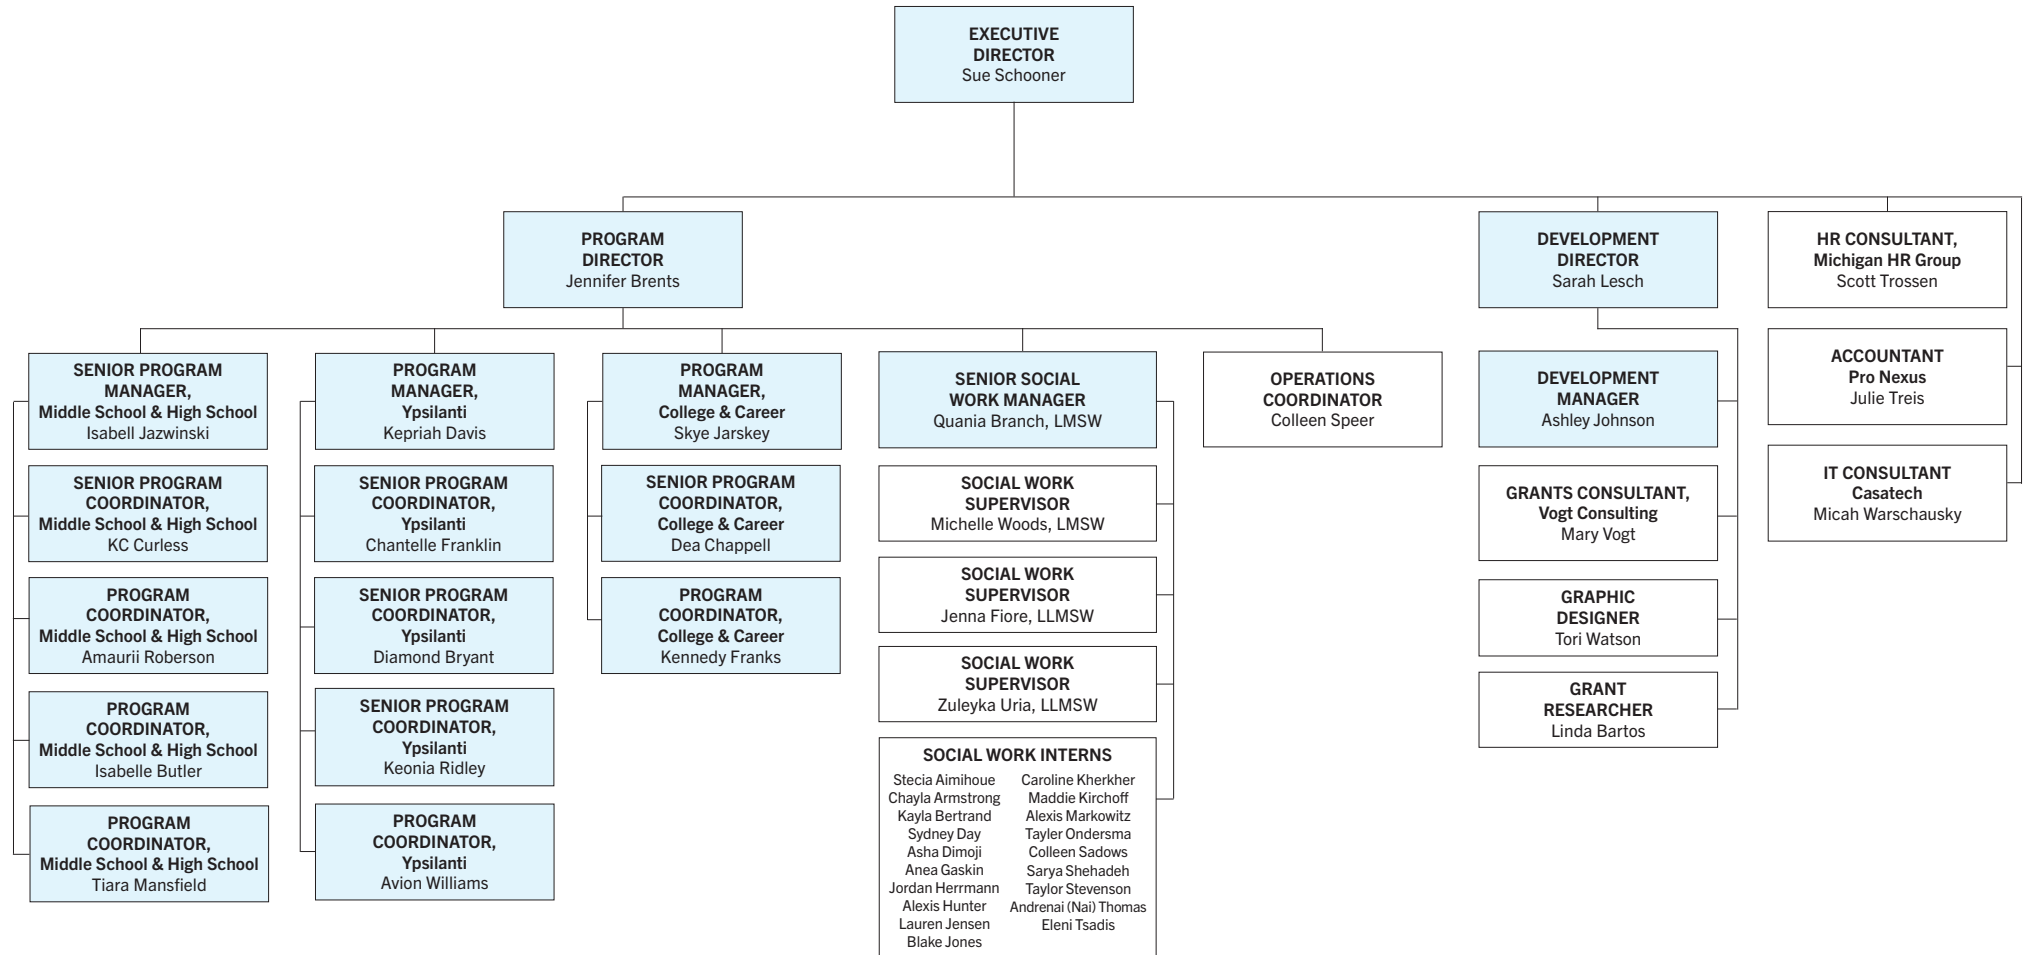 EXECUTIVE
DIRECTOR
Sue Schooner
PROGRAM
DIRECTOR
Jennifer Brents
DEVELOPMENT
DIRECTOR
Sarah Lesch
HR CONSULTANT,
Michigan HR Group
Scott Trossen
SENIOR PROGRAM
MANAGER,
Middle School & High School
Isabell Jazwinski
SENIOR PROGRAM
COORDINATOR,
Middle School & High School
KC Curless
PROGRAM
COORDINATOR,
Middle School & High School
Amaurii Roberson
PROGRAM
COORDINATOR,
Middle School & High School
Isabelle Butler
PROGRAM
COORDINATOR,
Middle School & High School
Tiara Mansfield
PROGRAM
MANAGER,
Ypsilanti
Kepriah Davis
SENIOR PROGRAM
COORDINATOR,
Ypsilanti
Chantelle Franklin
SENIOR PROGRAM
COORDINATOR,
Ypsilanti
Diamond Bryant
SENIOR PROGRAM
COORDINATOR,
Ypsilanti
Keonia Ridley
PROGRAM
COORDINATOR,
Ypsilanti
Avion Williams
PROGRAM
MANAGER,
College & Career
Skye Jarskey
SENIOR PROGRAM
COORDINATOR,
College & Career
Dea Chappell
PROGRAM
COORDINATOR,
College & Career
Kennedy Franks
SENIOR SOCIAL
WORK MANAGER
Quania Branch, LMSW
SOCIAL WORK
SUPERVISOR
Michelle Woods, LMSW
SOCIAL WORK
SUPERVISOR
Jenna Fiore, LLMSW
SOCIAL WORK
SUPERVISOR
Zuleyka Uria, LLMSW
SOCIAL WORK INTERNS
Stecia Aimihoue
Chayla Armstrong
Kayla Bertrand
Sydney Day
Asha Dimoji
Anea Gaskin
Jordan Herrmann
Alexis Hunter
Lauren Jensen
Blake Jones
Caroline Kherkher
Maddie Kirchoff
Alexis Markowitz
Tayler Ondersma
Colleen Sadows
Sarya Shehadeh
Taylor Stevenson
Andrenai (Nai) Thomas
Eleni Tsadis
OPERATIONS
COORDINATOR
Colleen Speer
DEVELOPMENT
MANAGER
Ashley Johnson
GRANTS CONSULTANT,
Vogt Consulting
Mary Vogt
GRAPHIC
DESIGNER
Tori Watson
GRANT
RESEARCHER
Linda Bartos
ACCOUNTANT
Pro Nexus
Julie Treis
IT CONSULTANT
Casatech
Micah Warschausky